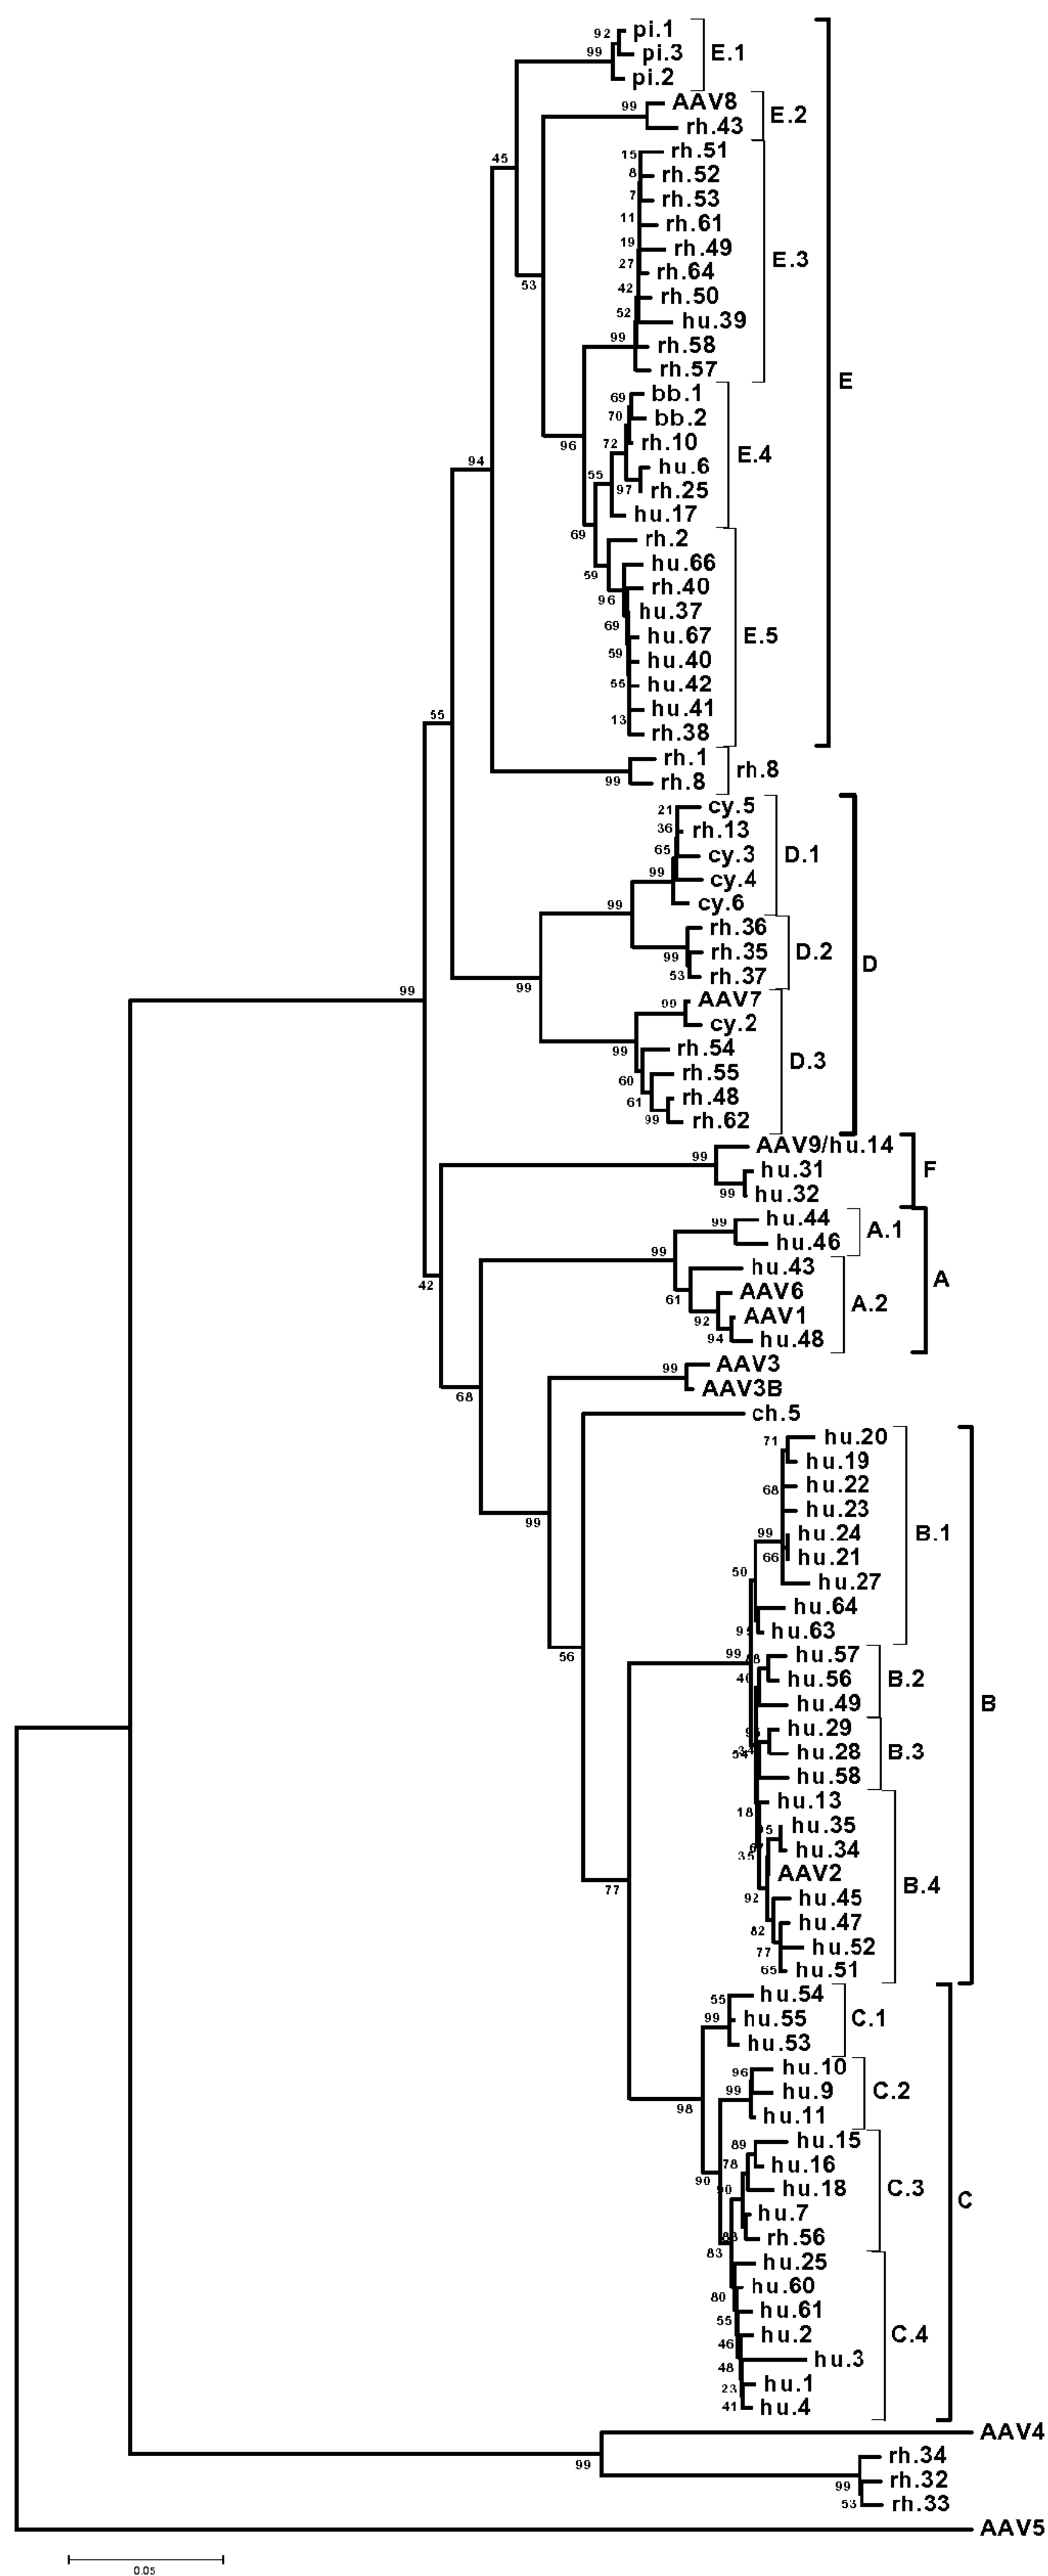 92 pi.1
99 pi.3 E.1
pi.2
99 AAV8 E.2
rh.43
15 rh.51
45 8 rh.52
7 rh.53
11 rh.61
19 rh.49 E.3
27 rh.64
53 42 rh.50
52 hu.39
99 rh.58
rh.57 E
69 bb.1
70 bb.2
96 72 rh.10 E.4
55 hu.6
97 rh.25
hu.17
94 69 rh.2
59 hu.66
96 rh.40
69 hu.37
hu.67 E.5
59 hu.40
55 hu.42
hu.41
55 13 rh.38
rh.1 rh.8
99 rh.8
21 cy.5
36 rh.13
65 cy.3 D.1
99 cy.4
99 cy.6
rh.36
99 rh.35 D.2 D
99 53 rh.37
99 99 AAV7
99 cy.2
rh.54
60 rh.55 D.3
61 rh.48
99 rh.62
99 AAV9/hu.14
hu.31 F
99 hu.32
99 hu.44 A.1
99 hu.46
42 hu.43 A
61 AAV6
92 AAV1 A.2
94 hu.48
99 AAV3
68 AAV3B
ch.5
71 hu.20
hu.19
68 hu.22
99 hu.23
99 hu.24 B.1
66 hu.21
50 hu.27
hu.64
hu.63
56 99 hu.57
40 hu.56 B.2
hu.49 B
hu.29
hu.28 B.3
hu.58
18 hu.13
hu.35
35 hu.34
77 AAV2 B.4
92 hu.45
82 hu.47
77 hu.52
65 hu.51
55 hu.54
99 hu.55 C.1
hu.53
96 hu.10
98 99 hu.9 C.2
hu.11
89 hu.15
90 78 hu.16
hu.18 C.3 C
hu.7
83 rh.56
hu.25
80 hu.60
55 hu.61
46 hu.2 C.4
48 hu.3
23 hu.1
41 hu.4
AAV4
99 rh.34
99 rh.32
53 rh.33
AAV5
0.05